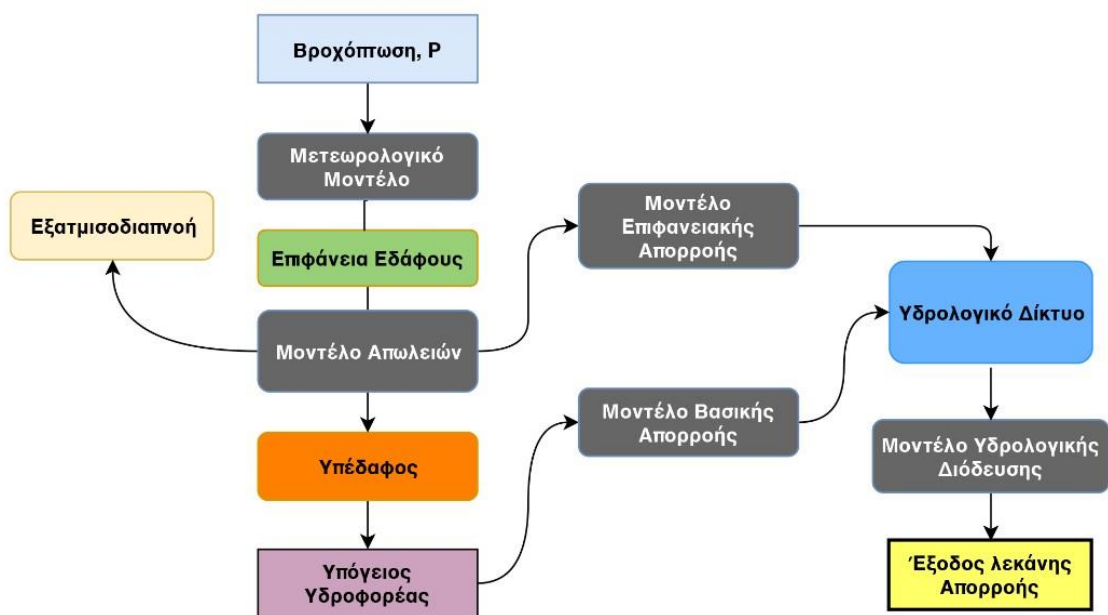 Βροχόπτωση, P
Μετεωρολογικό
Μοντέλο
Εξατμισοδιαπνοή
Επιφάνεια Εδάφους
Μοντέλο
Επιφανειακής
Απορροής
Υδρολογικό Δίκτυο
Μοντέλο Απωλειών
Μοντέλο Βασικής
Απορροής
Υπέδαφος
Μοντέλο Υδρολογικής
Διόδευσης
Υπόγειος
Υδροφορέας
Έξοδος λεκάνης
Απορροής